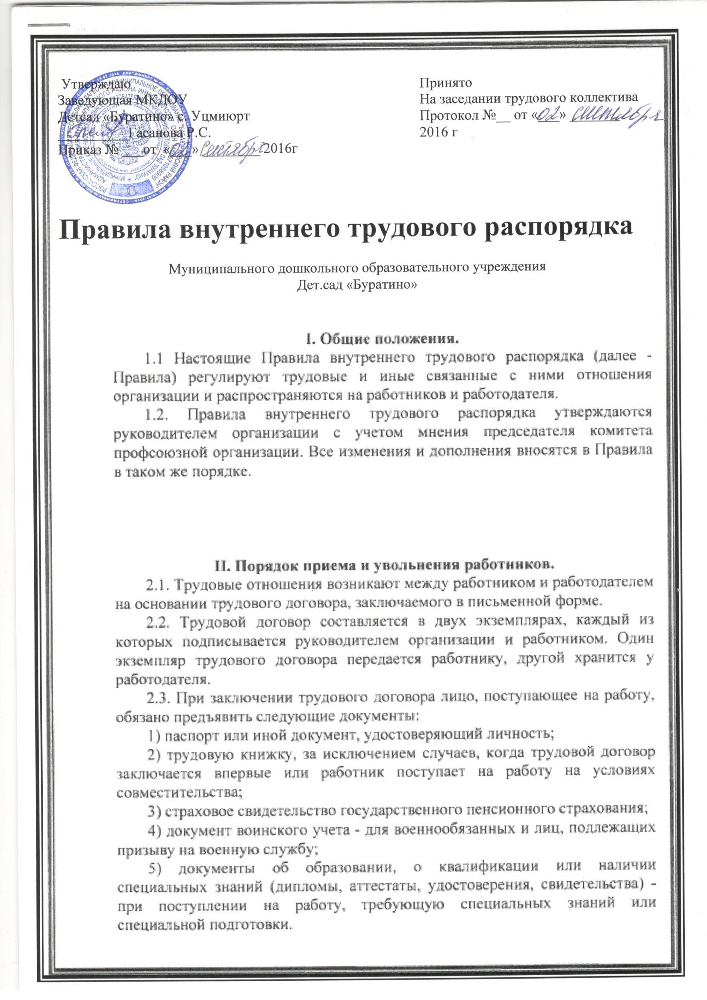 Утверждаю
Заведующая МКДОУ
Детсад «Буратино» с. Уцмиюрт
Гасанова Р.С.
Приказ № ___от «02» сентября 2016г
Принято
На заседании трудового коллектива
Протокол №__ от «02» сентября
2016 г
Правила внутреннего трудового распорядка
Муниципального дошкольного образовательного учреждения
Дет.сад «Буратино»
I. Общие положения.
1.1 Настоящие Правила внутреннего трудового распорядка (далее -
Правила) регулируют трудовые и иные связанные с ними отношения
организации и распространяются на работников и работодателя.
1.2. Правила внутреннего трудового распорядка утверждаются
руководителем организации с учетом мнения председателя комитета
профсоюзной организации. Все изменения и дополнения вносятся в Правила
в таком же порядке.
II. Порядок приема и увольнения работников.
2.1. Трудовые отношения возникают между работником и работодателем
на основании трудового договора, заключаемого в письменной форме.
2.2. Трудовой договор составляется в двух экземплярах, каждый из
которых подписывается руководителем организации и работником. Один
экземпляр трудового договора передается работнику, другой хранится у
работодателя.
2.3. При заключении трудового договора лицо, поступающее на работу,
обязано предъявить следующие документы:
1) паспорт или иной документ, удостоверяющий личность;
2) трудовую книжку, за исключением случаев, когда трудовой договор
заключается впервые или работник поступает на работу на условиях
совместительства;
3) страховое свидетельство государственного пенсионного страхования;
4) документ воинского учета - для военнообязанных и лиц, подлежащих
призыву на военную службу;
5) документы об образовании, о квалификации или наличии
специальных знаний (дипломы, аттестаты, удостоверения, свидетельства) -
при поступлении на работу, требующую специальных знаний или
специальной подготовки.